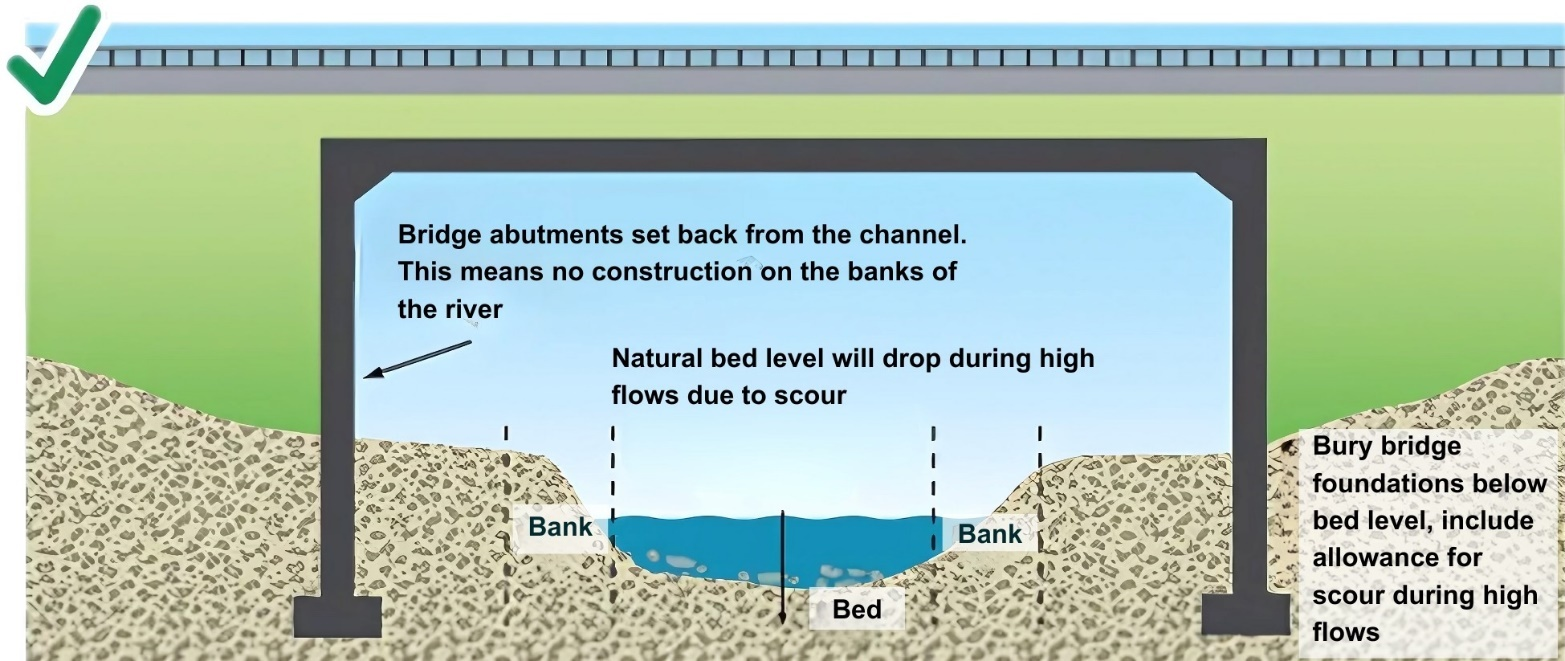 Bridge abutments set back from the channel.
This means no construction on the banks of
the river
Natural bed level will drop during high
flows due to scour
Bank
Bank
Bed
Bury bridge
foundations below
bed level, include
allowance for
scour during high
flows